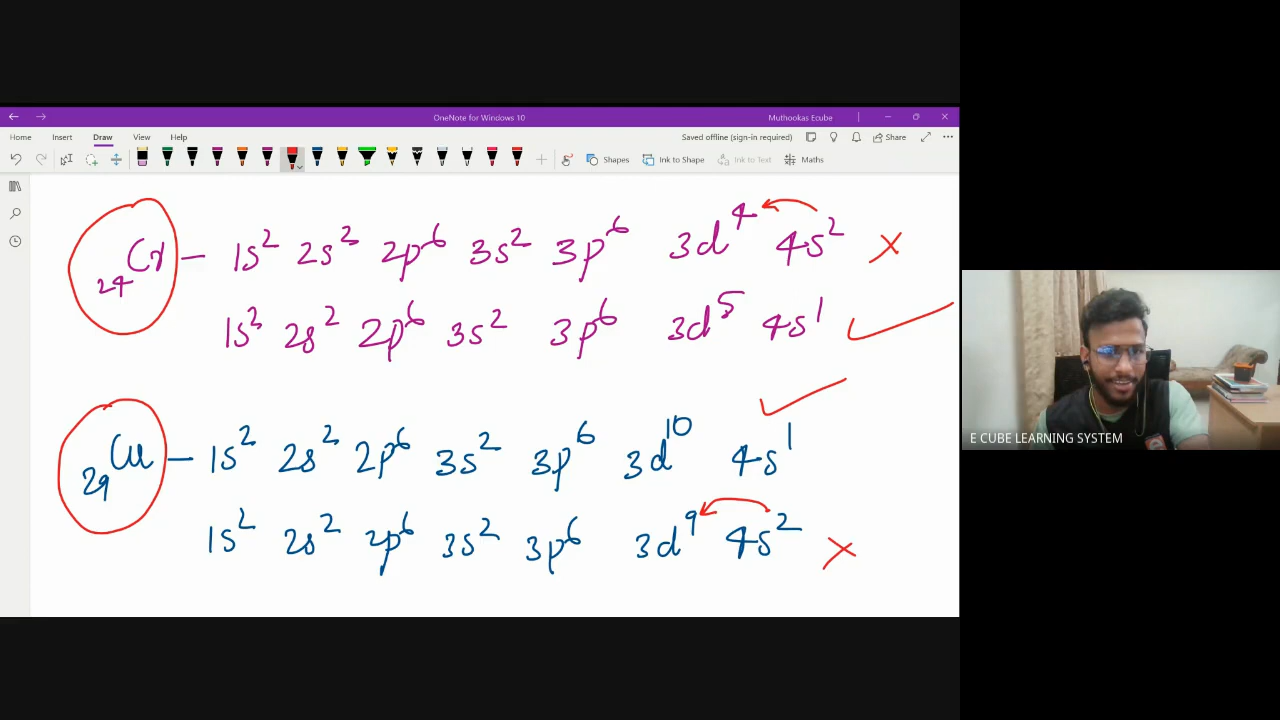 OneNote for Windows 10
Muthookas Ecube
Home Insert Draw View Help
Saved offline (sign-in required) Share
Shapes Ink to Shape Ink to Text Maths
₂₄Cr – 1s² 2s² 2p⁶ 3s² 3p⁶ 3d⁴ 4s² ×
1s² 2s² 2p⁶ 3s² 3p⁶ 3d⁵ 4s¹ ✓
₂₉Cu – 1s² 2s² 2p⁶ 3s² 3p⁶ 3d¹⁰ 4s¹ ✓
1s² 2s² 2p⁶ 3s² 3p⁶ 3d⁹ 4s² ×
E CUBE LEARNING SYSTEM